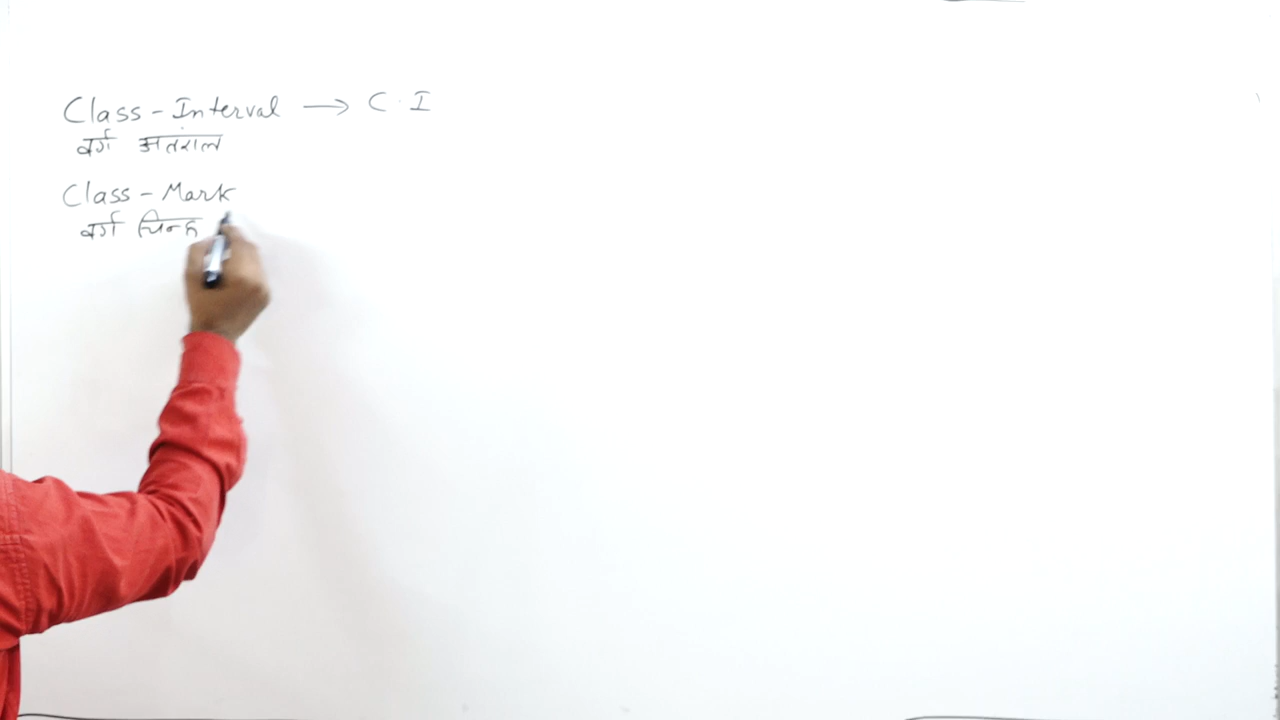 Class - Interval → C.I
वर्ग अंतराल
Class - Mark
वर्ग चिन्ह